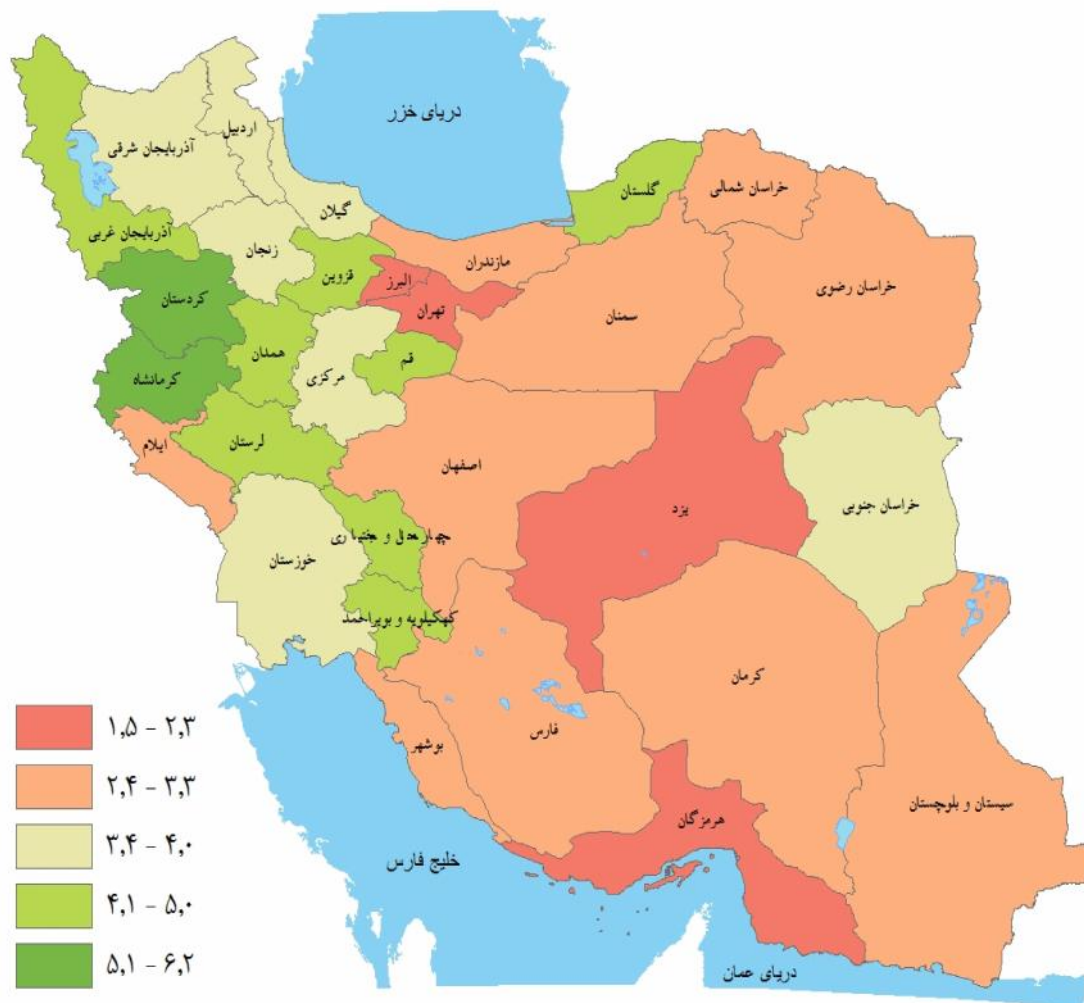 دریای خزر
اردبیل
آذربایجان شرقی
گیلان
خراسان شمالی
گلستان
آذربایجان غربی
زنجان
مازندران
قزوین
البرز
خراسان رضوی
تهران
سمنان
کردستان
همدان
قم
مرکزی
کرمانشاه
ایلام
لرستان
اصفهان
خراسان جنوبی
یزد
چهارمحال و بختیا ری
خوزستان
کهکیلویه و بویراحمد
کرمان
فارس
بوشهر
سیستان و بلوچستان
هرمزگان
خلیج فارس
دریای عمان
۱٫۵ - ۲٫۳
۲٫۴ - ۳٫۳
۳٫۴ - ۴٫۰
۴٫۱ - ۵٫۰
۵٫۱ - ۶٫۲